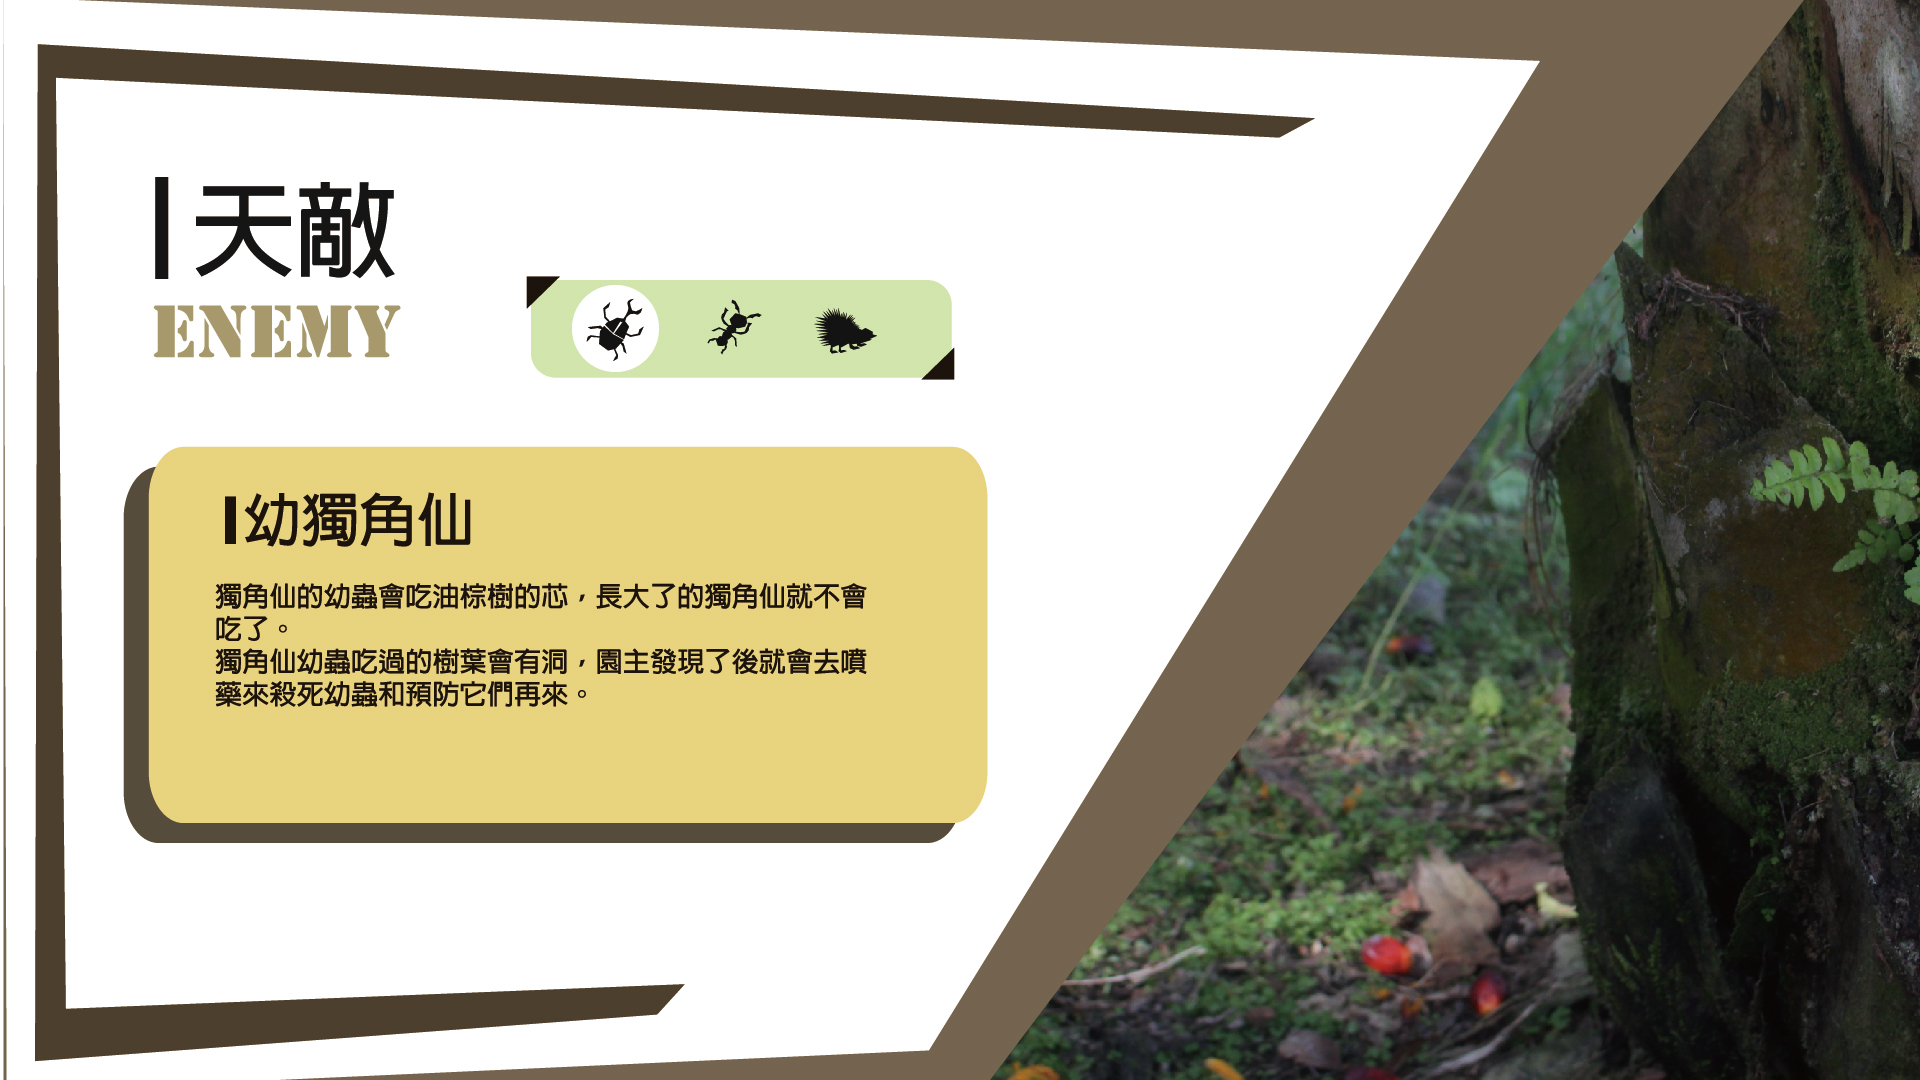 天敵
ENEMY
幼獨角仙
獨角仙的幼蟲會吃油棕樹的芯，長大了的獨角仙就不會
吃了。
獨角仙幼蟲吃過的樹葉會有洞，園主發現了後就會去噴
藥來殺死幼蟲和預防它們再來。